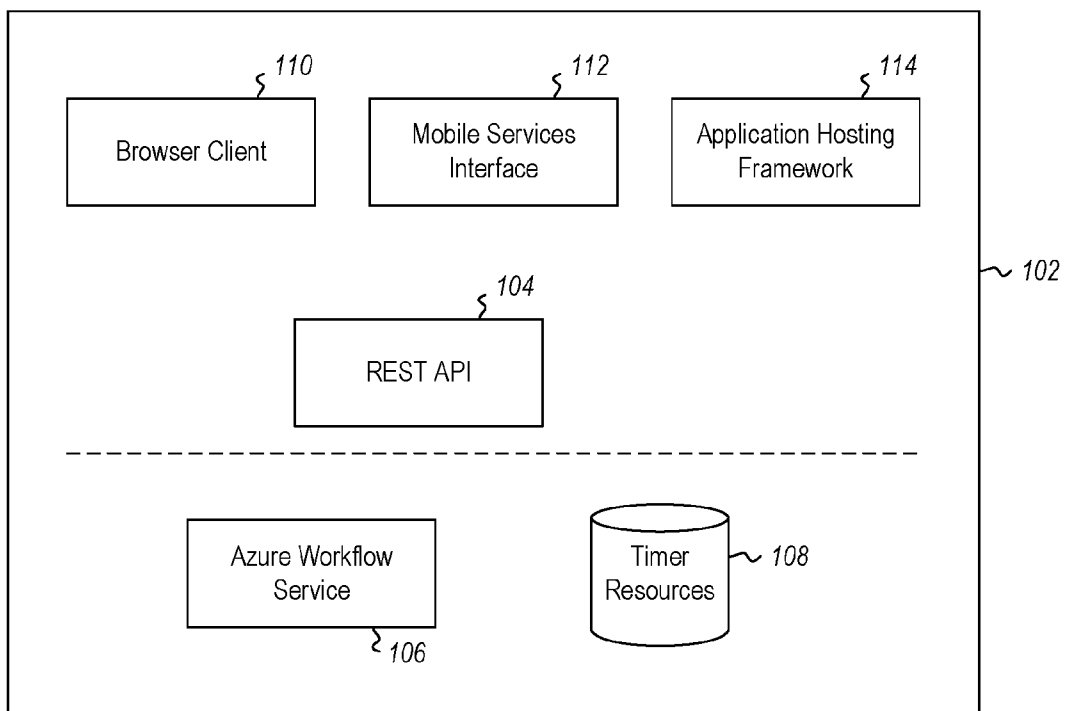 110
112
114
Browser Client
Mobile Services
Interface
Application Hosting
Framework
102
104
REST API
Azure Workflow
Service
106
Timer
Resources
108